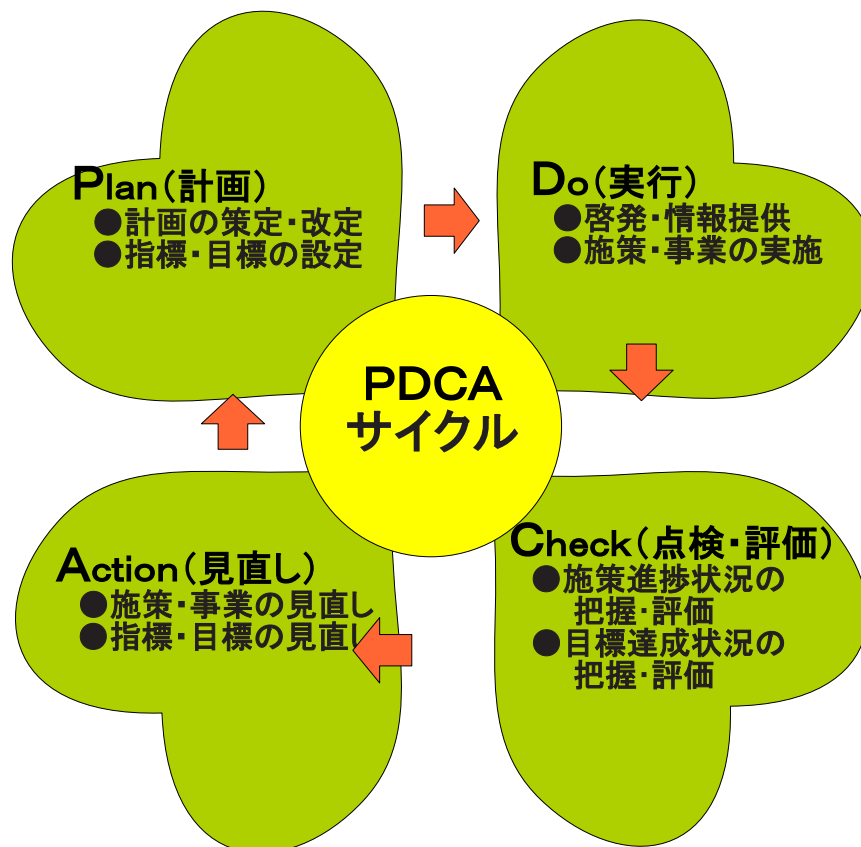 Plan(計画)
●計画の策定・改定
●指標・目標の設定
Do(実行)
●啓発・情報提供
●施策・事業の実施
PDCA
サイクル
Action(見直し)
●施策・事業の見直し
●指標・目標の見直し
Check(点検・評価)
●施策進捗状況の
把握・評価
●目標達成状況の
把握・評価